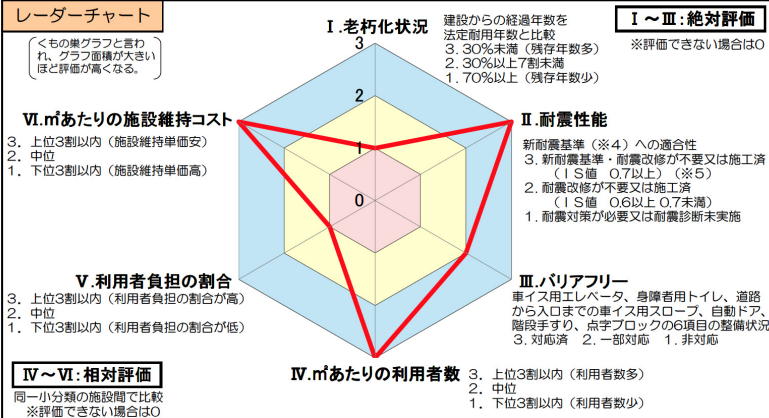 レーダーチャート
くもの巣グラフと言わ
れ、グラフ面積が大きい
ほど評価が高くなる。
Ⅰ.老朽化状況
建設からの経過年数を
法定耐用年数と比較
3.30%未満（残存年数多）
2.30%以上7割未満
1.70%以上（残存年数少）
Ⅰ～Ⅲ:絶対評価
※評価できない場合は0
3
2
1
0
Ⅵ.㎡あたりの施設維持コスト
3．上位3割以内（施設維持単価安）
2．中位
1．下位3割以内（施設維持単価高）
Ⅱ.耐震性能
新耐震基準（※4）への適合性
3．新耐震基準・耐震改修が不要又は施工済
（ＩＳ値　0.7以上）（※5）
2．耐震改修が不要又は施工済
（ＩＳ値　0.6以上 0.7未満）
1．耐震対策が必要又は耐震診断未実施
Ⅴ.利用者負担の割合
3．上位3割以内（利用者負担の割合が高）
2．中位
1．下位3割以内（利用者負担の割合が低）
Ⅲ.バリアフリー
車イス用エレベータ、身障者用トイレ、道路
から入口までの車イス用スロープ、自動ドア、
階段手すり、点字ブロックの6項目の整備状況
3．対応済　2．一部対応　1．非対応
Ⅳ～Ⅵ:相対評価
同一小分類の施設間で比較
※評価できない場合は0
Ⅳ.㎡あたりの利用者数
3．上位3割以内（利用者数多）
2．中位
1．下位3割以内（利用者数少）